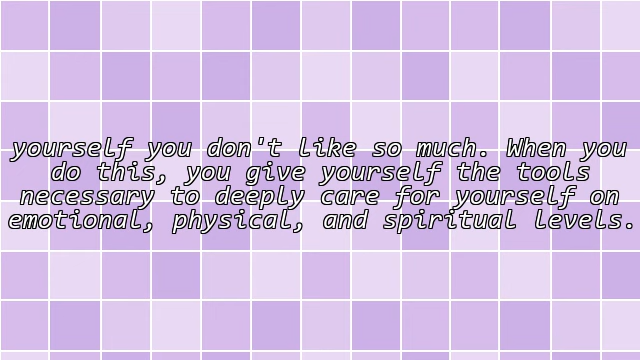 yourself you don't like so much. When you
do this, you give yourself the tools
necessary to deeply care for yourself on
emotional, physical, and spiritual levels.